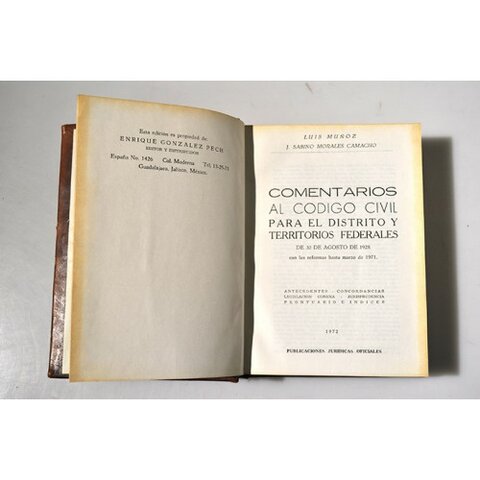 Esta edición es propiedad de:
ENRIQUE GONZALEZ PECH
EDITOR Y DISTRIBUIDOR
España No. 1426 Col. Moderna
Guadalajara, Jalisco, México.
LUIS MUÑOZ
J. SABINO MORALES CAMACHO
COMENTARIOS
AL CODIGO CIVIL
PARA EL DISTRITO Y
TERRITORIOS FEDERALES
DE 30 DE AGOSTO DE 1928
con las reformas hasta marzo de 1971.
ANTECEDENTES - CONCORDANCIAS
LEGISLACION CONEXA - JURISPRUDENCIA
PRONTUARIO E INDICES
1972
PUBLICACIONES JURIDICAS OFICIALES